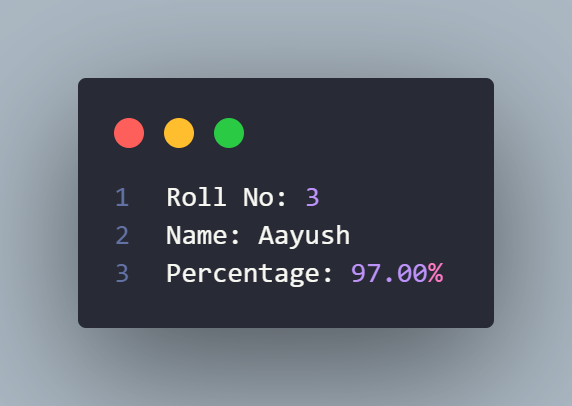 1 Roll No: 3
2 Name: Aayush
3 Percentage: 97.00%